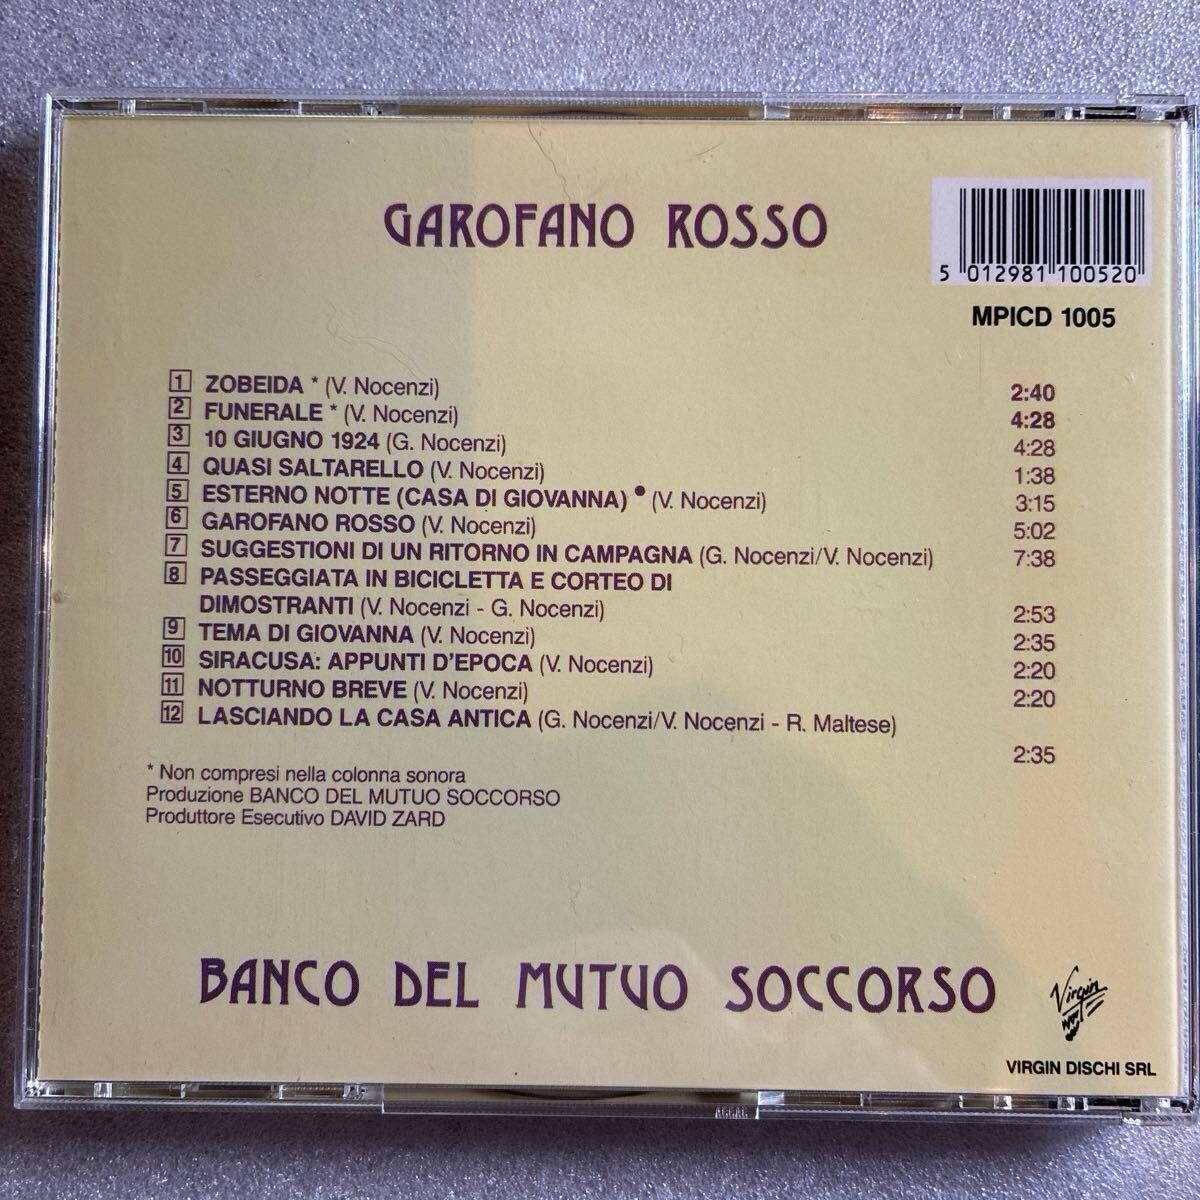 GAROFANO ROSSO
5 012981 100520
MPICD 1005
1 ZOBEIDA * (V. Nocenzi) 2:40
2 FUNERALE * (V. Nocenzi) 4:28
3 10 GIUGNO 1924 (G. Nocenzi) 4:28
4 QUASI SALTARELLO (V. Nocenzi) 1:38
5 ESTERNO NOTTE (CASA DI GIOVANNA) • (V. Nocenzi) 3:15
6 GAROFANO ROSSO (V. Nocenzi) 5:02
7 SUGGESTIONI DI UN RITORNO IN CAMPAGNA (G. Nocenzi/V. Nocenzi) 7:38
8 PASSEGGIATA IN BICICLETTA E CORTEO DI
DIMOSTRANTI (V. Nocenzi - G. Nocenzi) 2:53
9 TEMA DI GIOVANNA (V. Nocenzi) 2:35
10 SIRACUSA: APPUNTI D'EPOCA (V. Nocenzi) 2:20
11 NOTTURNO BREVE (V. Nocenzi) 2:20
12 LASCIANDO LA CASA ANTICA (G. Nocenzi/V. Nocenzi - R. Maltese)
2:35
* Non compresi nella colonna sonora
Produzione BANCO DEL MUTUO SOCCORSO
Produttore Esecutivo DAVID ZARD
BANCO DEL MUTUO SOCCORSO
Virgin
VIRGIN DISCHI SRL